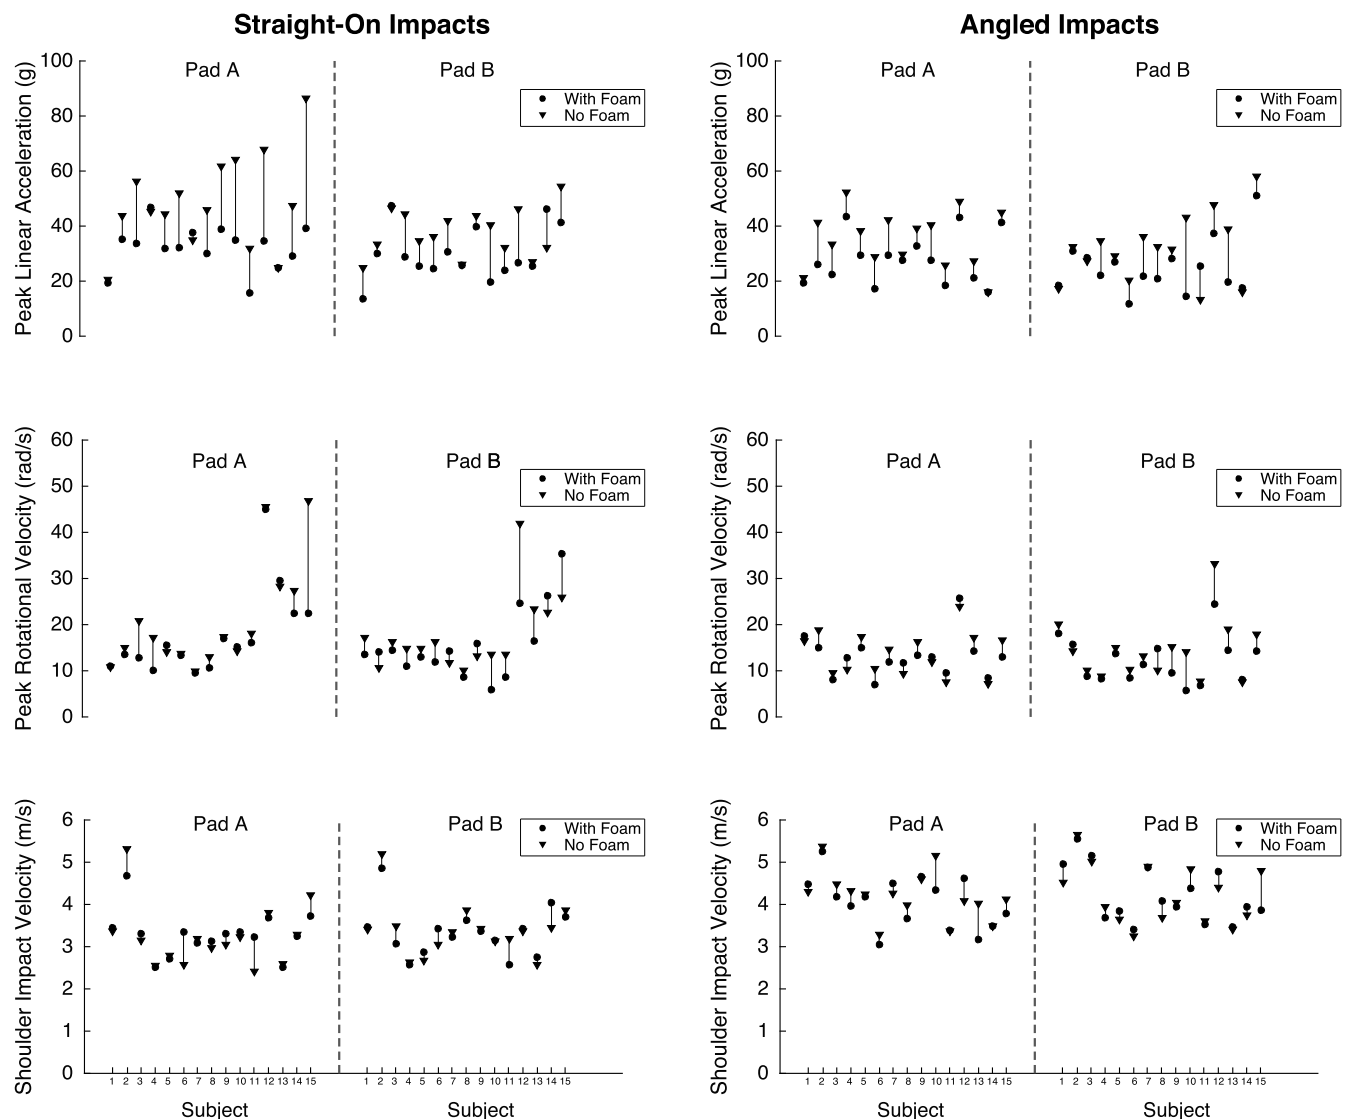 Straight-On Impacts
Angled Impacts
Peak Linear Acceleration (g)
100
80
60
40
20
0
Pad A
Pad B
With Foam
No Foam
Peak Linear Acceleration (g)
100
80
60
40
20
0
Pad A
Pad B
With Foam
No Foam
Peak Rotational Velocity (rad/s)
60
50
40
30
20
10
0
Pad A
Pad B
With Foam
No Foam
Peak Rotational Velocity (rad/s)
60
50
40
30
20
10
0
Pad A
Pad B
With Foam
No Foam
Shoulder Impact Velocity (m/s)
6
5
4
3
2
1
0
Pad A
Pad B
With Foam
No Foam
1 2 3 4 5 6 7 8 9 10 11 12 13 14 15
1 2 3 4 5 6 7 8 9 10 11 12 13 14 15
Subject
Subject
Shoulder Impact Velocity (m/s)
6
5
4
3
2
1
0
Pad A
Pad B
With Foam
No Foam
1 2 3 4 5 6 7 8 9 10 11 12 13 14 15
1 2 3 4 5 6 7 8 9 10 11 12 13 14 15
Subject
Subject